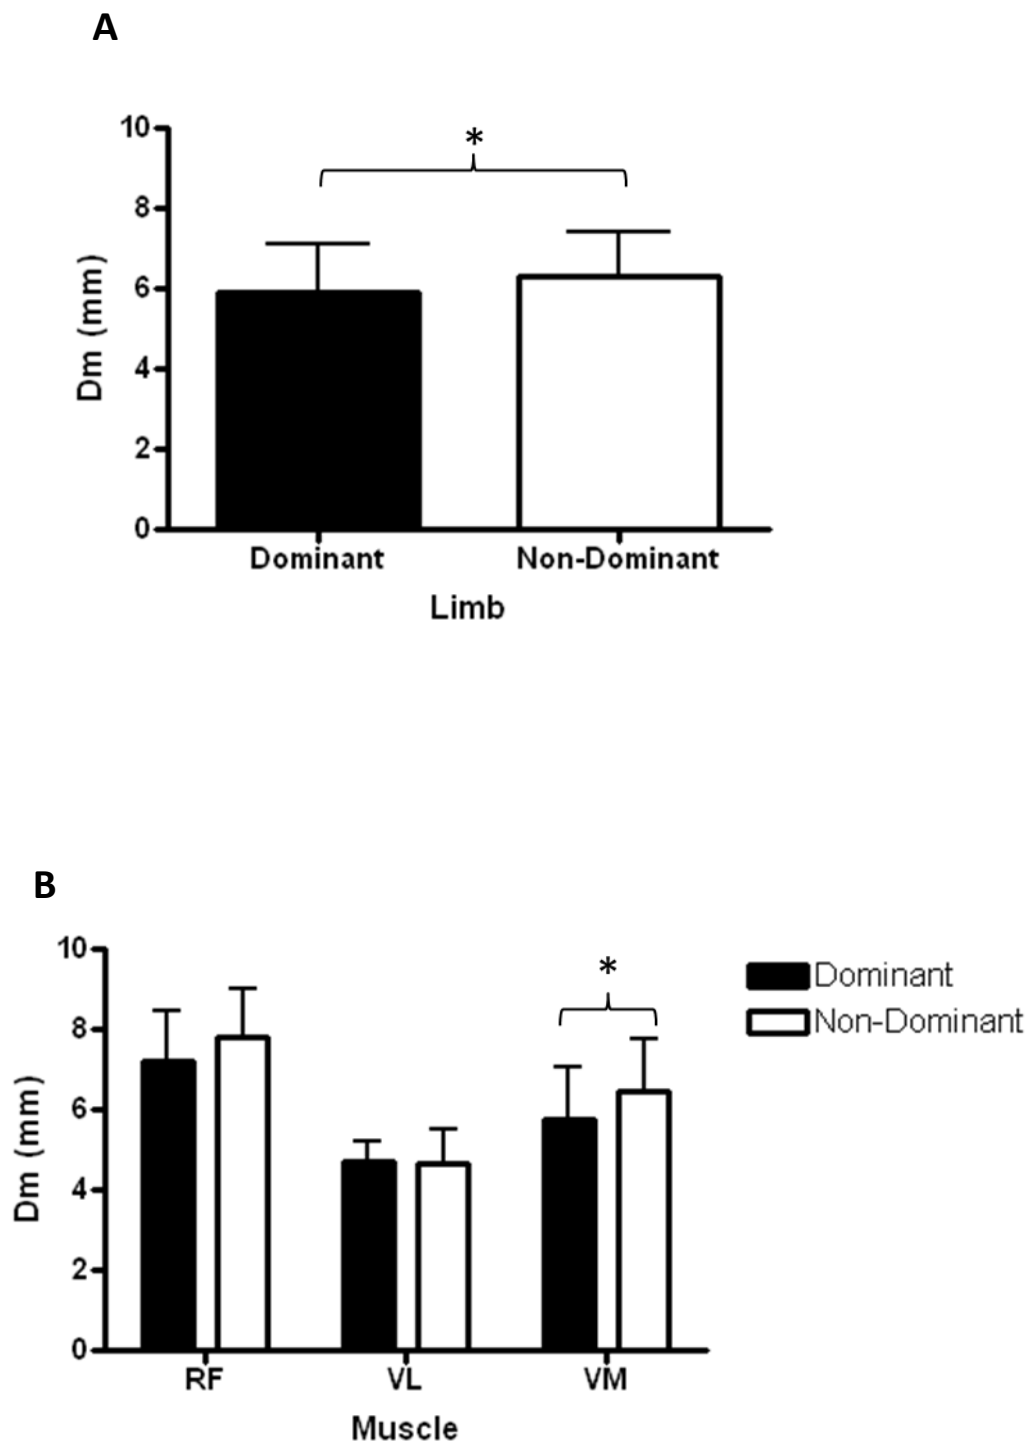 A
*
10
8
6
4
2
0
Dm (mm)
Dominant Non-Dominant
Limb
B
*
10
8
6
4
2
0
Dm (mm)
Dominant
Non-Dominant
RF VL VM
Muscle